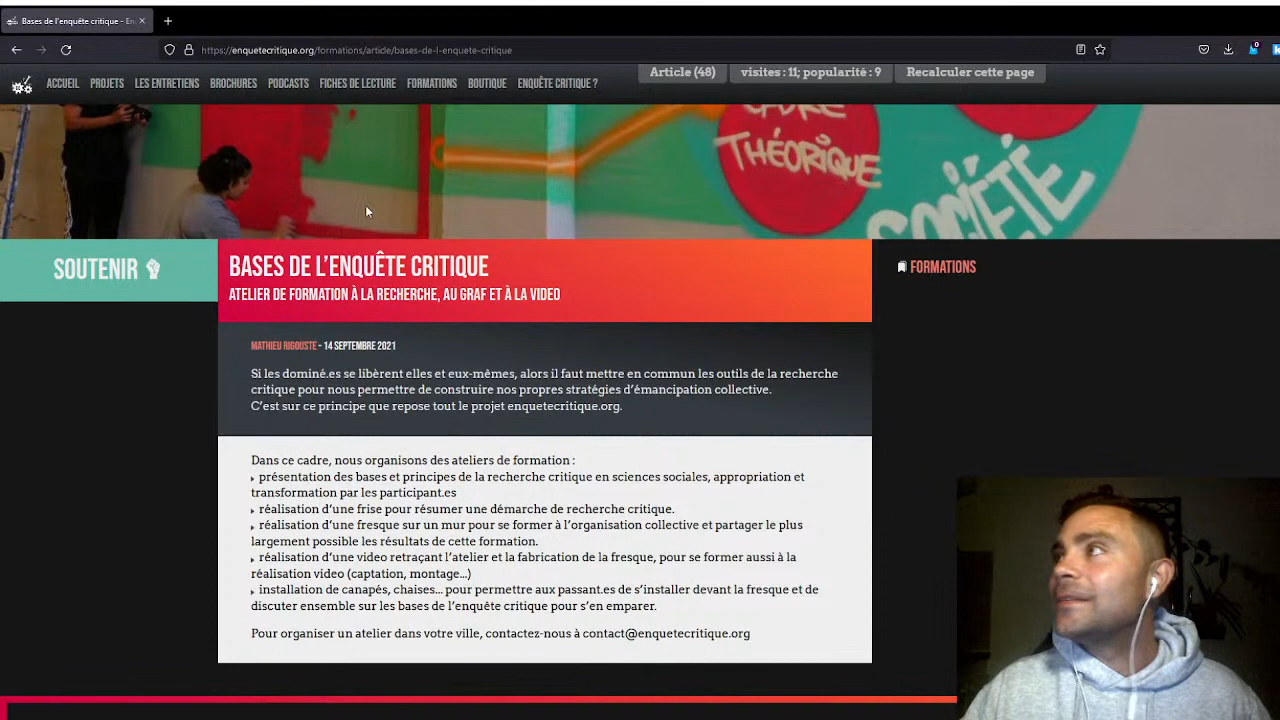 Bases de l'enquête critique - En
https://enquetecritique.org/formations/article/bases-de-l-enquete-critique
ACCUEIL PROJETS LES ENTRETIENS BROCHURES PODCASTS FICHES DE LECTURE FORMATIONS BOUTIQUE ENQUÊTE CRITIQUE ?
Article (48) visites : 11; popularité : 9 Recalculer cette page
CADRE
THÉORIQUE
SOCIÉTÉ
SOUTENIR
BASES DE L'ENQUÊTE CRITIQUE
ATELIER DE FORMATION À LA RECHERCHE, AU GRAF ET À LA VIDEO
FORMATIONS
MATHIEU RIGOUSTE - 14 SEPTEMBRE 2021
Si les dominé.es se libèrent elles et eux-mêmes, alors il faut mettre en commun les outils de la recherche
critique pour nous permettre de construire nos propres stratégies d'émancipation collective.
C'est sur ce principe que repose tout le projet enquetecritique.org.
Dans ce cadre, nous organisons des ateliers de formation :
présentation des bases et principes de la recherche critique en sciences sociales, appropriation et
transformation par les participant.es
réalisation d'une frise pour résumer une démarche de recherche critique.
réalisation d'une fresque sur un mur pour se former à l'organisation collective et partager le plus
largement possible les résultats de cette formation.
réalisation d'une video retraçant l'atelier et la fabrication de la fresque, pour se former aussi à la
réalisation video (captation, montage...)
installation de canapés, chaises... pour permettre aux passant.es de s'installer devant la fresque et de
discuter ensemble sur les bases de l'enquête critique pour s'en emparer.
Pour organiser un atelier dans votre ville, contactez-nous à contact@enquetecritique.org